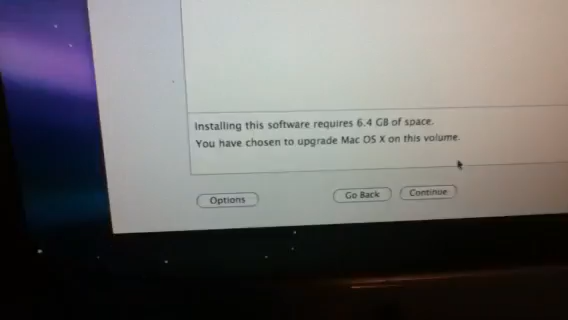 Installing this software requires 6.4 GB of space.
You have chosen to upgrade Mac OS X on this volume.
Options
Go Back
Continue